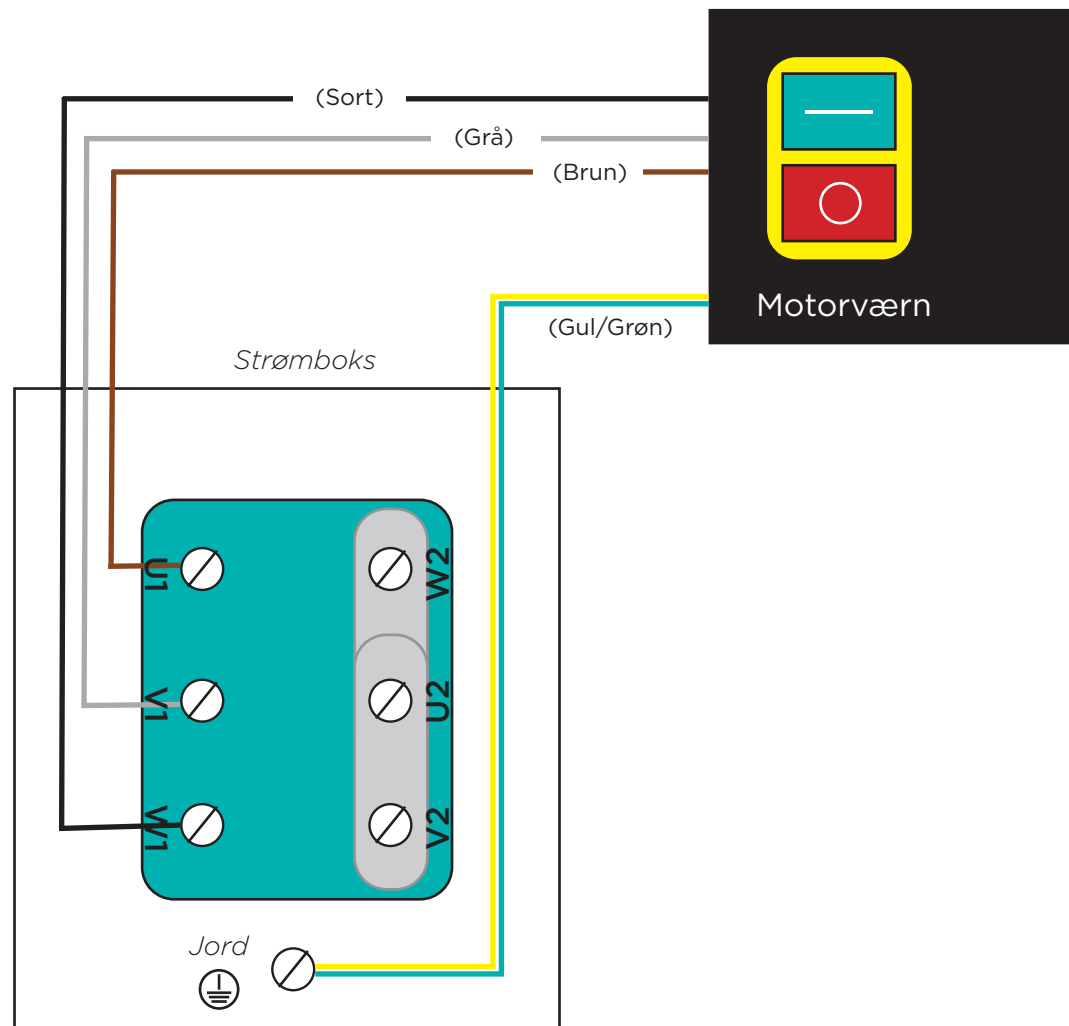 (Sort)
(Grå)
(Brun)
Motorværn
(Gul/Grøn)
Strømboks
U1
W2
V1
U2
W1
V2
Jord